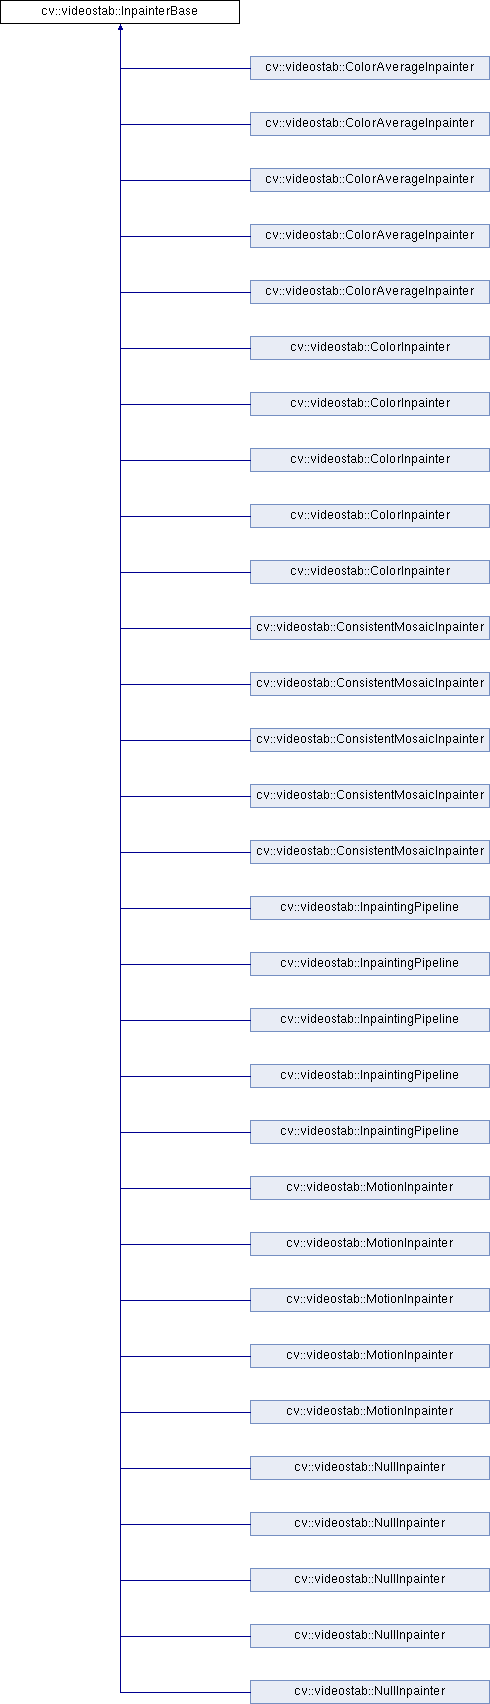 cv::videostab::InpainterBase
cv::videostab::ColorAverageInpainter
cv::videostab::ColorAverageInpainter
cv::videostab::ColorAverageInpainter
cv::videostab::ColorAverageInpainter
cv::videostab::ColorAverageInpainter
cv::videostab::ColorInpainter
cv::videostab::ColorInpainter
cv::videostab::ColorInpainter
cv::videostab::ColorInpainter
cv::videostab::ColorInpainter
cv::videostab::ConsistentMosaicInpainter
cv::videostab::ConsistentMosaicInpainter
cv::videostab::ConsistentMosaicInpainter
cv::videostab::ConsistentMosaicInpainter
cv::videostab::ConsistentMosaicInpainter
cv::videostab::InpaintingPipeline
cv::videostab::InpaintingPipeline
cv::videostab::InpaintingPipeline
cv::videostab::InpaintingPipeline
cv::videostab::InpaintingPipeline
cv::videostab::MotionInpainter
cv::videostab::MotionInpainter
cv::videostab::MotionInpainter
cv::videostab::MotionInpainter
cv::videostab::MotionInpainter
cv::videostab::NullInpainter
cv::videostab::NullInpainter
cv::videostab::NullInpainter
cv::videostab::NullInpainter
cv::videostab::NullInpainter